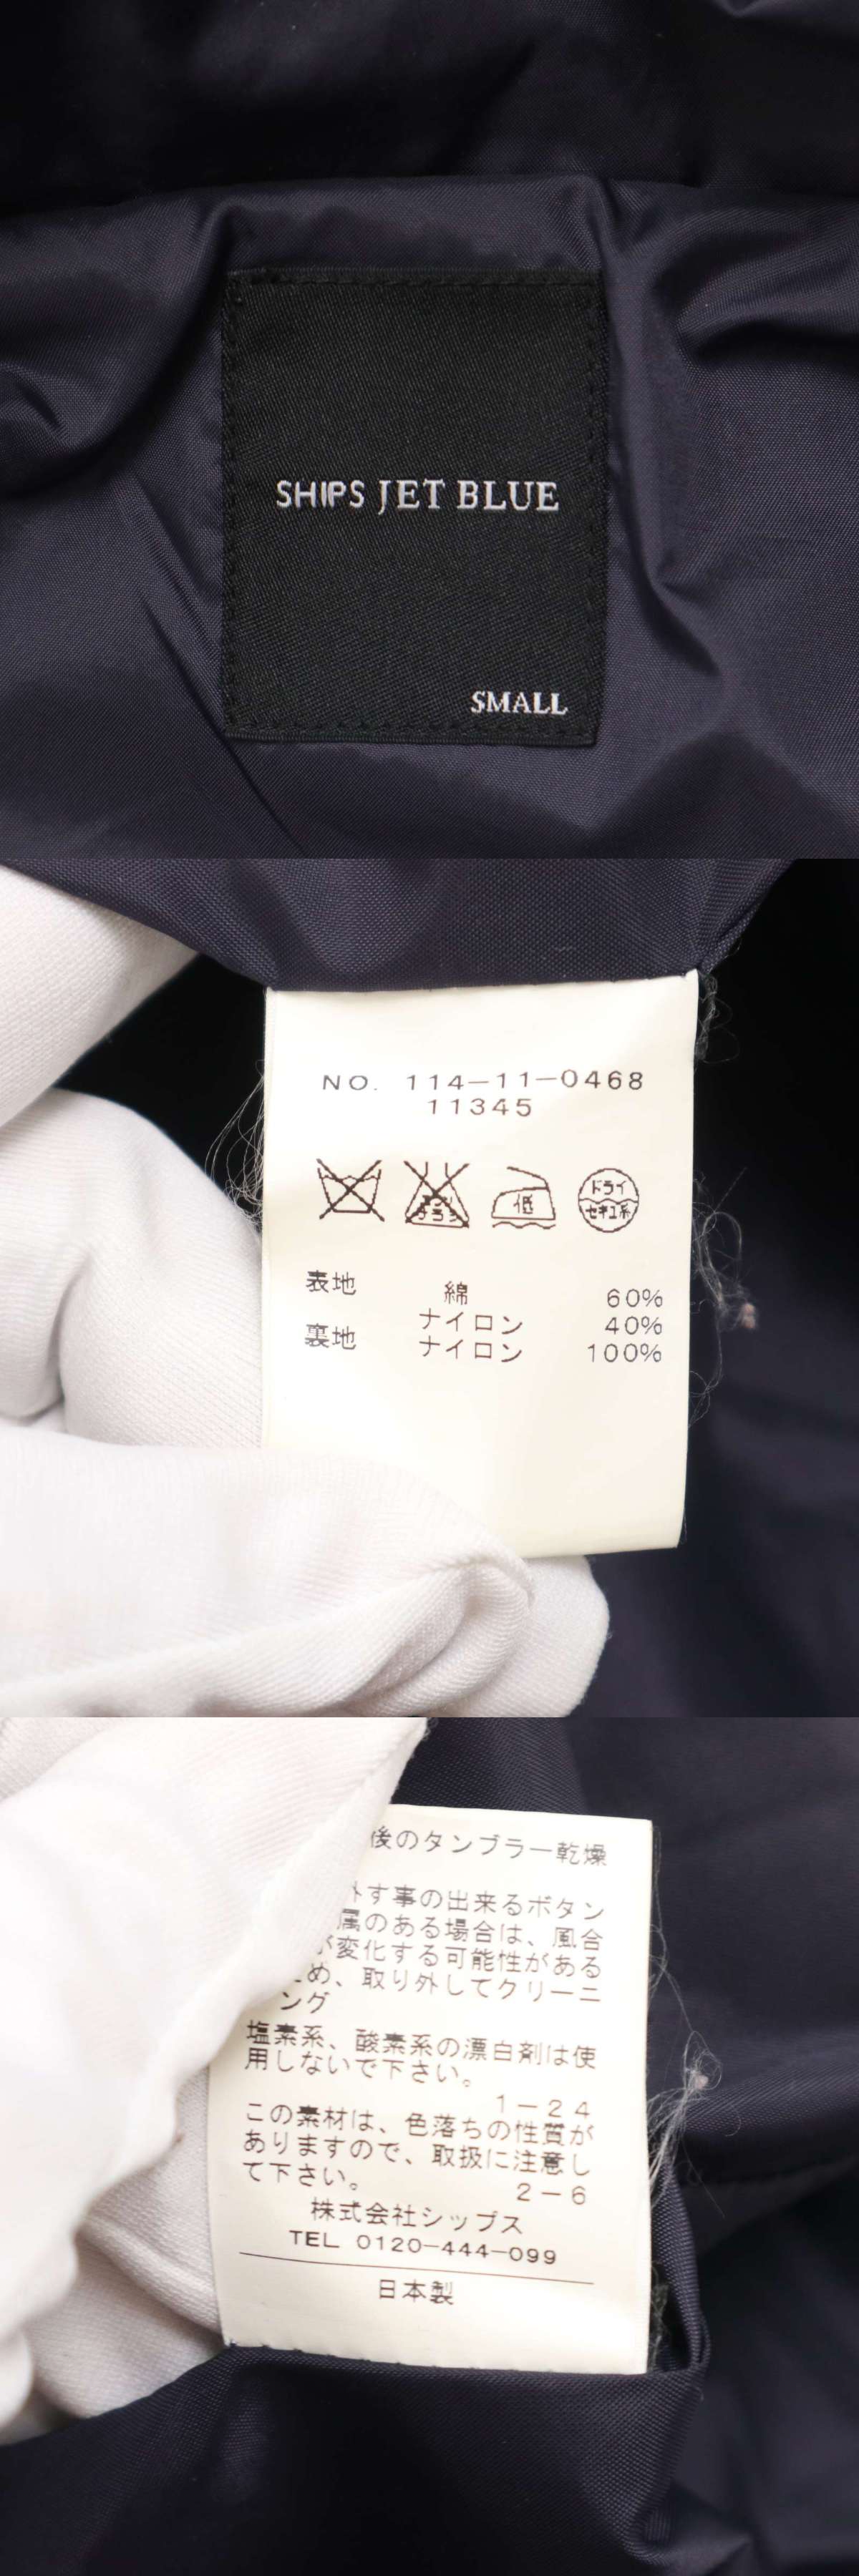 SHIPS JET BLUE
SMALL
NO. 114-11-0468
11345
低
ドライ
セキユ系
表地 綿 60%
ナイロン 40%
裏地 ナイロン 100%
後のタンブラー乾燥
外す事の出来るボタン
属のある場合は、風合
が変化する可能性がある
ため、取り外してクリーニ
ング
塩素系、酸素系の漂白剤は使
用しないで下さい。
1-24
この素材は、色落ちの性質が
ありますので、取扱に注意し
て下さい。
2-6
株式会社シップス
TEL 0120-444-099
日本製